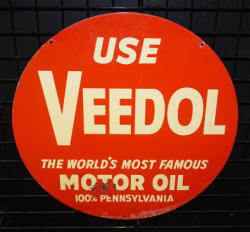 USE
VEEDOL
THE WORLD'S MOST FAMOUS
MOTOR OIL
100% PENNSYLVANIA